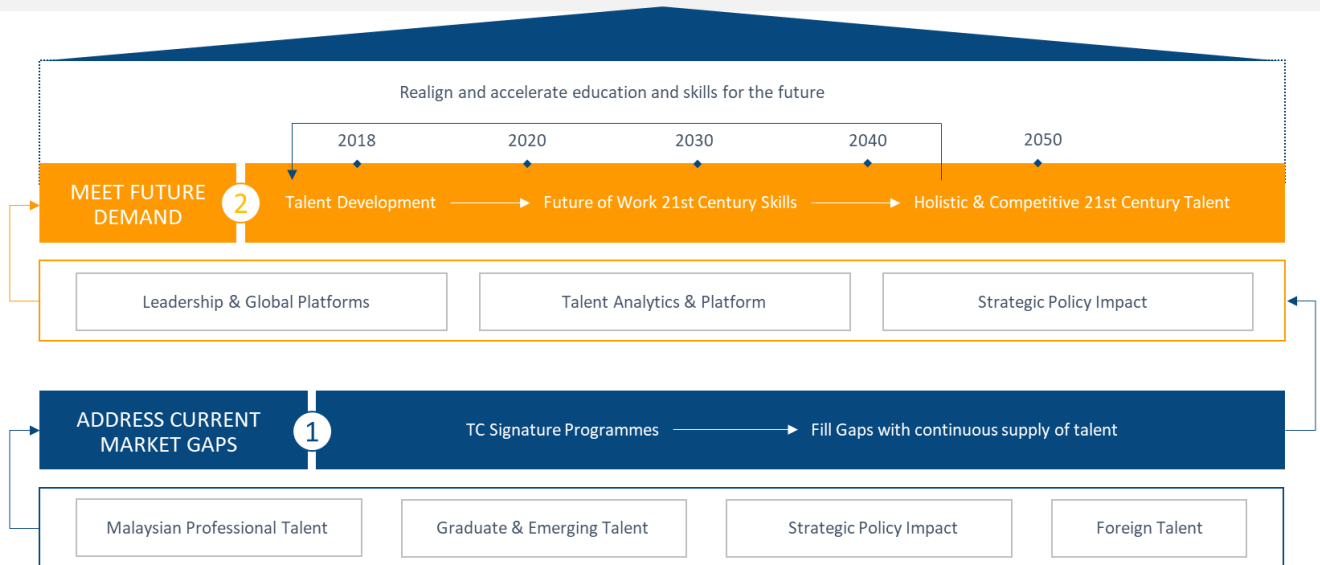 Realign and accelerate education and skills for the future
2018 2020 2030 2040 2050
MEET FUTURE
DEMAND
2
Talent Development
Future of Work 21st Century Skills
Holistic & Competitive 21st Century Talent
Leadership & Global Platforms
Talent Analytics & Platform
Strategic Policy Impact
ADDRESS CURRENT
MARKET GAPS
1
TC Signature Programmes
Fill Gaps with continuous supply of talent
Malaysian Professional Talent
Graduate & Emerging Talent
Strategic Policy Impact
Foreign Talent